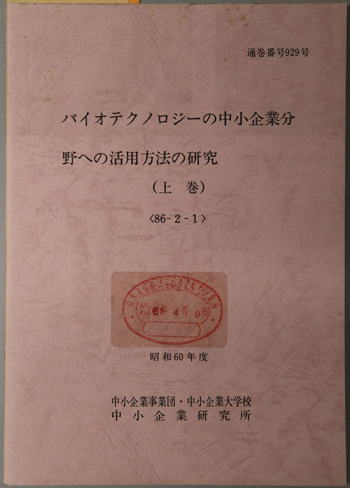 通巻番号929号
バイオテクノロジーの中小企業分
野への活用方法の研究
(上　巻)
<86-2-1>
昭和60年度
中小企業事業団・中小企業大学校
中小企業研究所